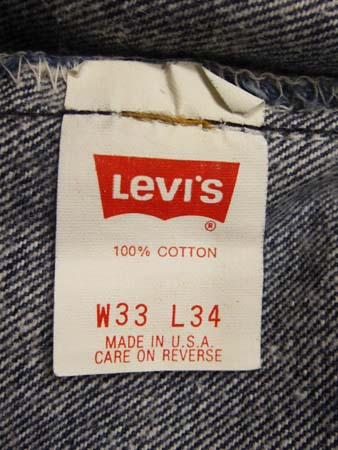 LEVI'S
®
100% COTTON
W33 L34
MADE IN U.S.A.
CARE ON REVERSE